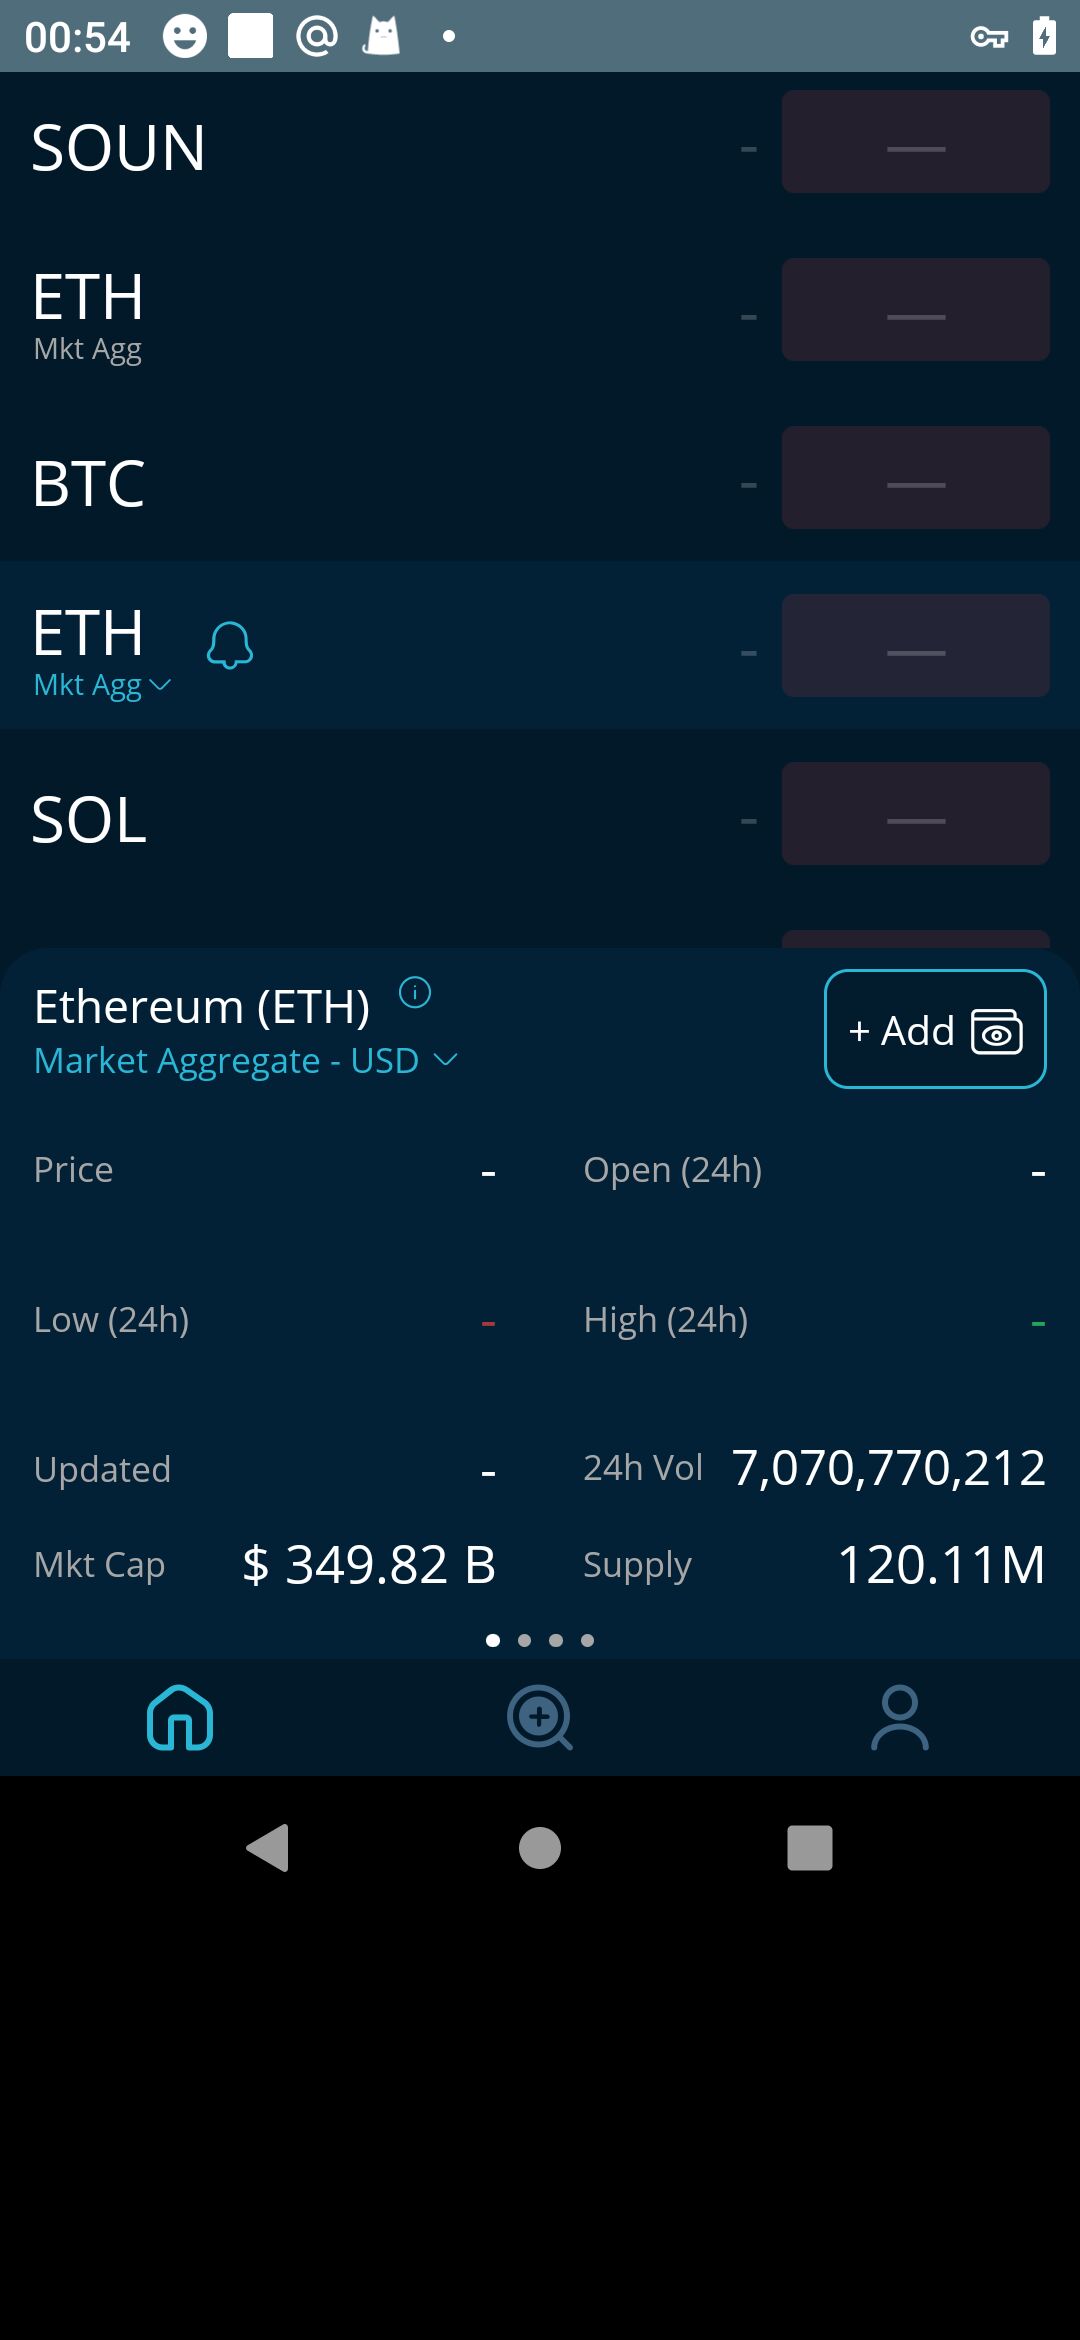 00:54
SOUN - —
ETH - —
Mkt Agg
BTC - —
ETH - —
Mkt Agg
SOL - —
Ethereum (ETH)
Market Aggregate - USD
+ Add
Price - Open (24h) -
Low (24h) - High (24h) -
Updated - 24h Vol 7,070,770,212
Mkt Cap $ 349.82 B Supply 120.11M